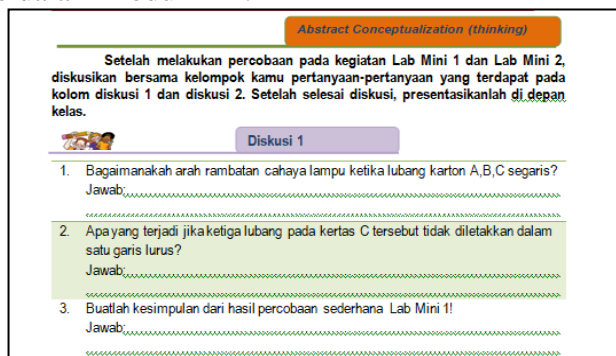 Abstract Conceptualization (thinking)
Setelah melakukan percobaan pada kegiatan Lab Mini 1 dan Lab Mini 2,
diskusikan bersama kelompok kamu pertanyaan-pertanyaan yang terdapat pada
kolom diskusi 1 dan diskusi 2. Setelah selesai diskusi, presentasikanlah di depan
kelas.
Diskusi 1
1. Bagaimanakah arah rambatan cahaya lampu ketika lubang karton A,B,C segaris?
Jawab:
2. Apa yang terjadi jika ketiga lubang pada kertas C tersebut tidak diletakkan dalam
satu garis lurus?
Jawab:
3. Buatlah kesimpulan dari hasil percobaan sederhana Lab Mini 1!
Jawab: